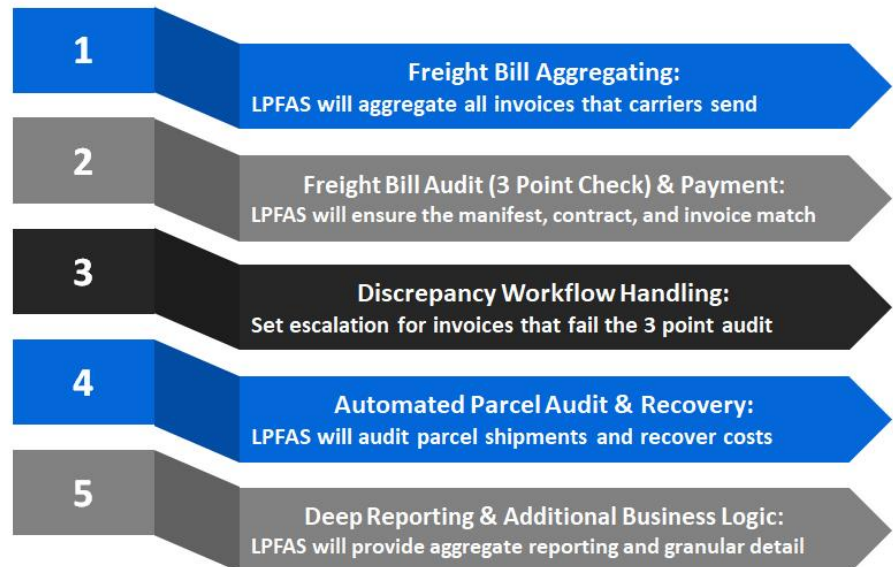 1
Freight Bill Aggregating:
LPFAS will aggregate all invoices that carriers send
2
Freight Bill Audit (3 Point Check) & Payment:
LPFAS will ensure the manifest, contract, and invoice match
3
Discrepancy Workflow Handling:
Set escalation for invoices that fail the 3 point audit
4
Automated Parcel Audit & Recovery:
LPFAS will audit parcel shipments and recover costs
5
Deep Reporting & Additional Business Logic:
LPFAS will provide aggregate reporting and granular detail